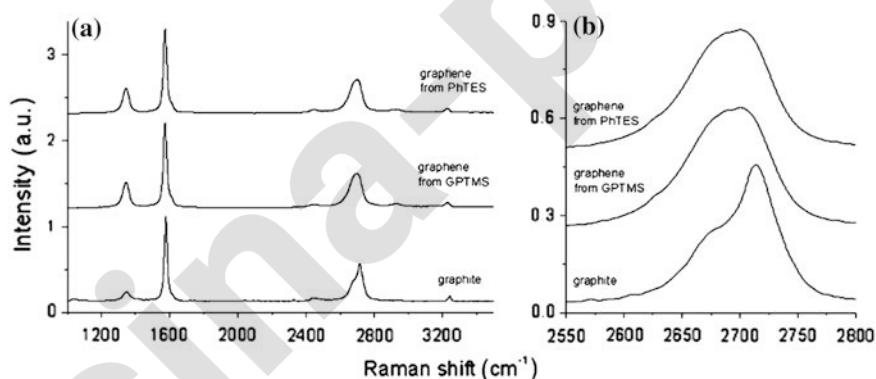 (a)
(b)
Intensity (a.u.)
3
2
1
0
graphene
from PhTES
graphene
from GPTMS
graphite
1200 1600 2000 2400 2800 3200
0.9
0.6
0.3
0.0
graphene
from PhTES
graphene
from GPTMS
graphite
2550 2600 2650 2700 2750 2800
Raman shift (cm⁻¹)
sina-p